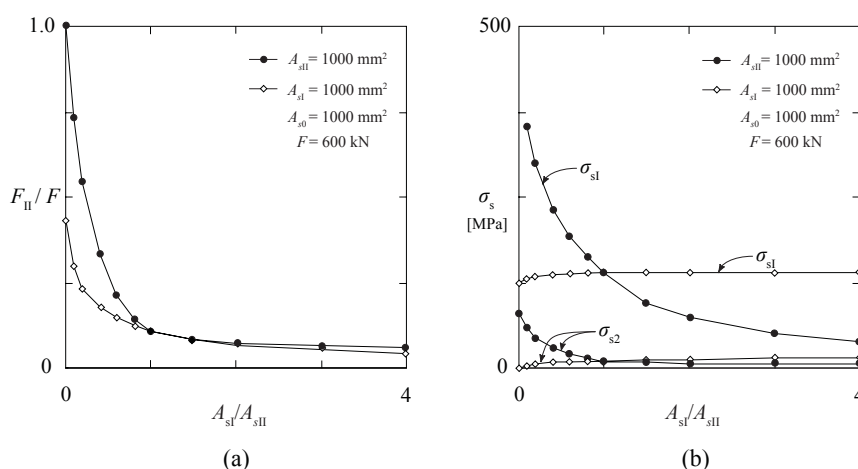 1.0
A_sII = 1000 mm²
A_sI = 1000 mm²
A_s0 = 1000 mm²
F = 600 kN
F_II / F
0
0
4
A_sI/A_sII
(a)
500
A_sII = 1000 mm²
A_sI = 1000 mm²
A_s0 = 1000 mm²
F = 600 kN
σ_sI
σ_s
[MPa]
σ_sI
σ_s2
0
0
4
A_sI/A_sII
(b)